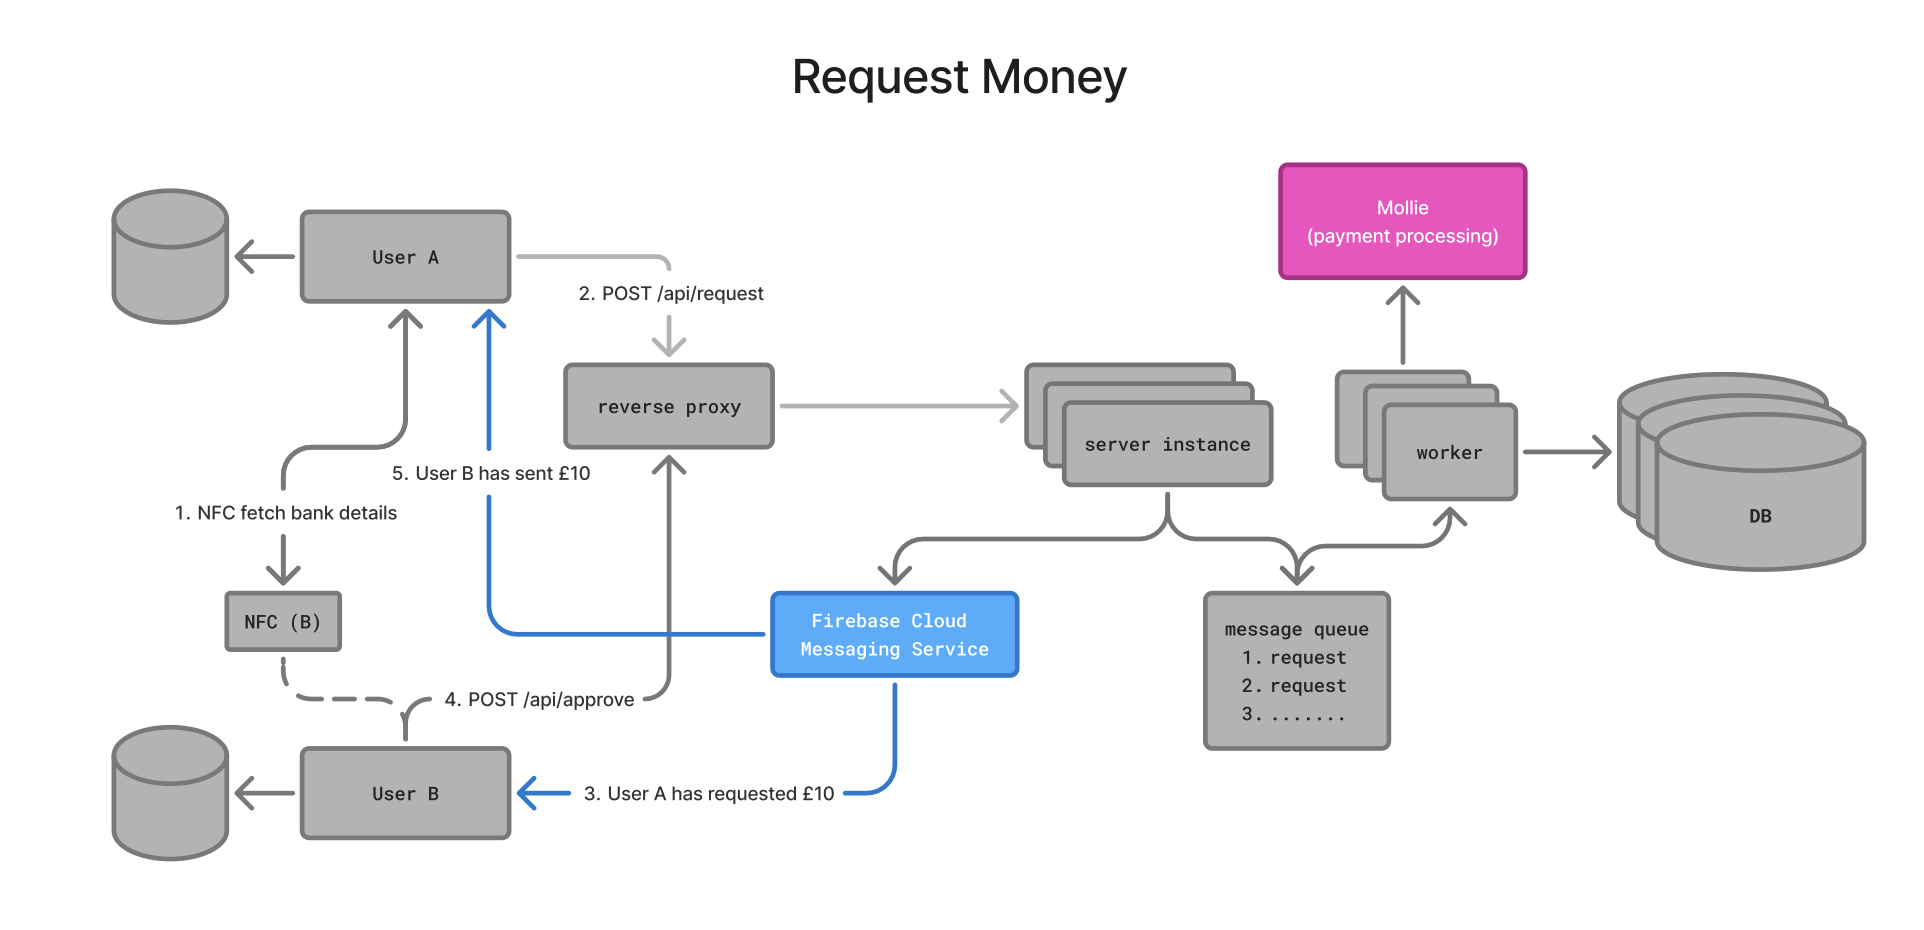 Request Money
Mollie
(payment processing)
User A
2. POST /api/request
reverse proxy
server instance
worker
5. User B has sent £10
1. NFC fetch bank details
DB
NFC (B)
Firebase Cloud
Messaging Service
message queue
1. request
2. request
3. ........
4. POST /api/approve
User B
3. User A has requested £10